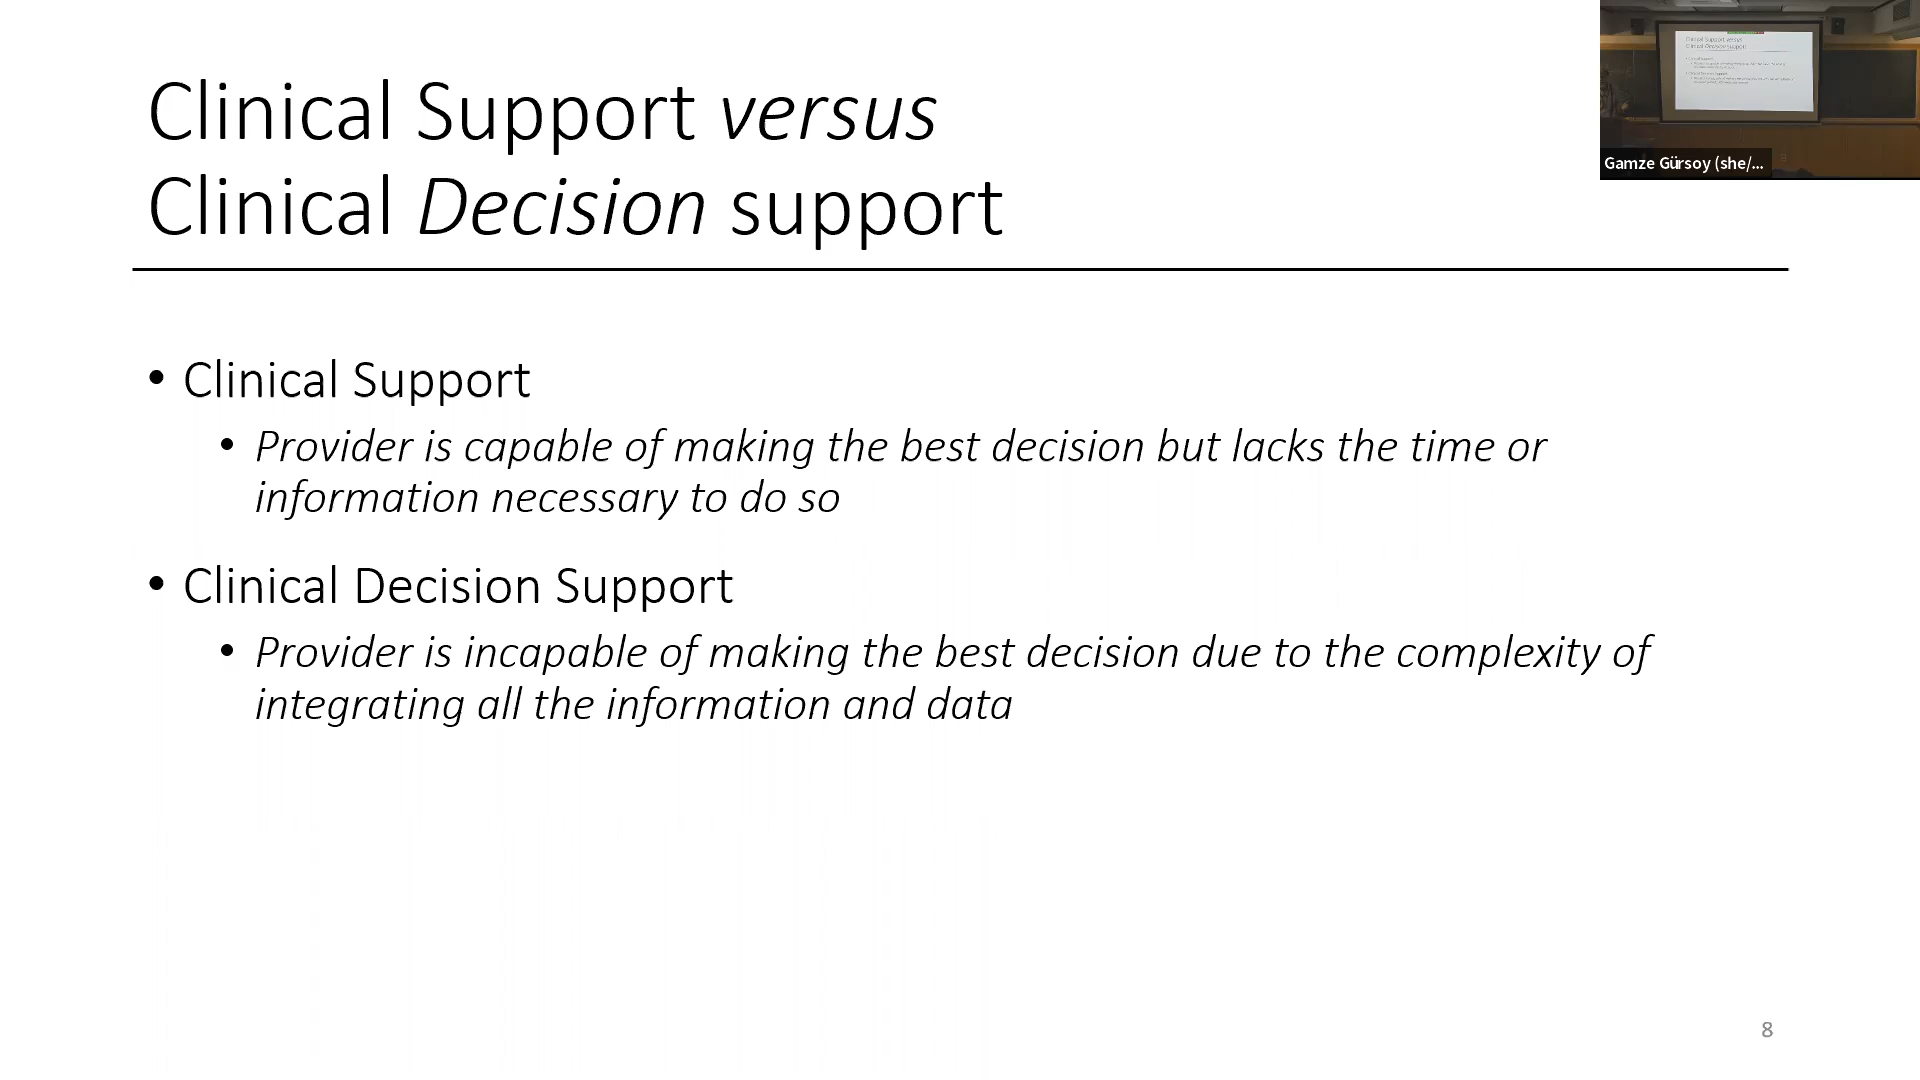 Clinical Support versus
Clinical Decision support
• Clinical Support
• Provider is capable of making the best decision but lacks the time or
information necessary to do so
• Clinical Decision Support
• Provider is incapable of making the best decision due to the complexity of
integrating all the information and data
8
Gamze Gürsoy (she/...